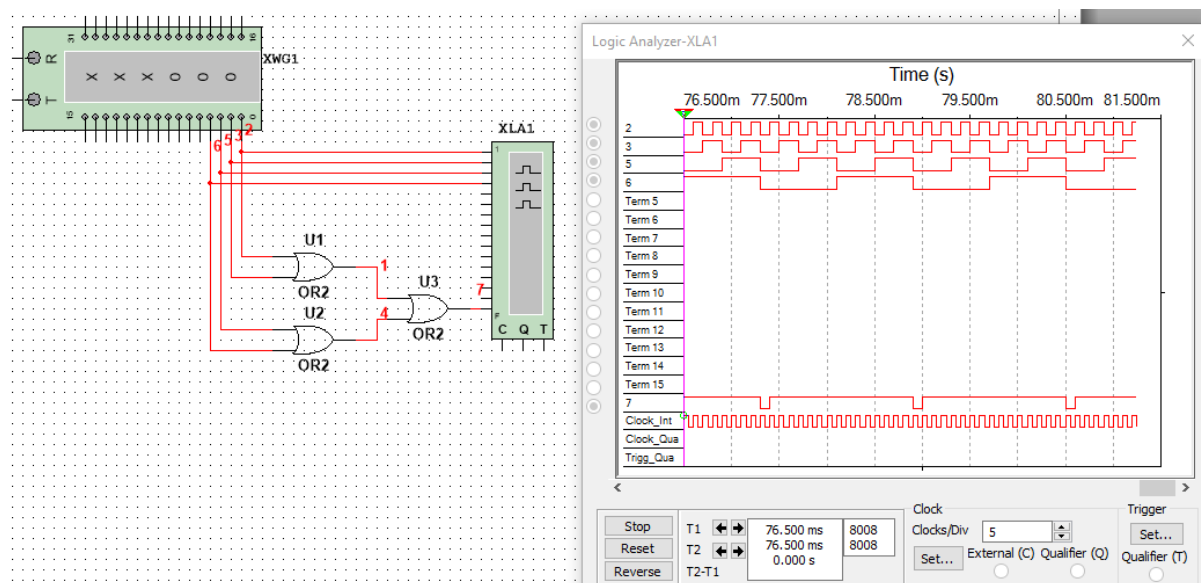 31
16
R
X X X O O O
T
15
0
XWG1
6
5
3
2
XLA1
1
F
C Q T
U1
OR2
1
U2
OR2
4
U3
OR2
7
Logic Analyzer-XLA1
Time (s)
76.500m 77.500m 78.500m 79.500m 80.500m 81.500m
2
3
5
6
Term 5
Term 6
Term 7
Term 8
Term 9
Term 10
Term 11
Term 12
Term 13
Term 14
Term 15
7
Clock_Int
Clock_Qua
Trigg_Qua
Stop
Reset
Reverse
T1
T2
T2-T1
76.500 ms 8008
76.500 ms 8008
0.000 s
Clock
Clocks/Div 5
Set... External (C) Qualifier (Q)
Trigger
Set...
Qualifier (T)